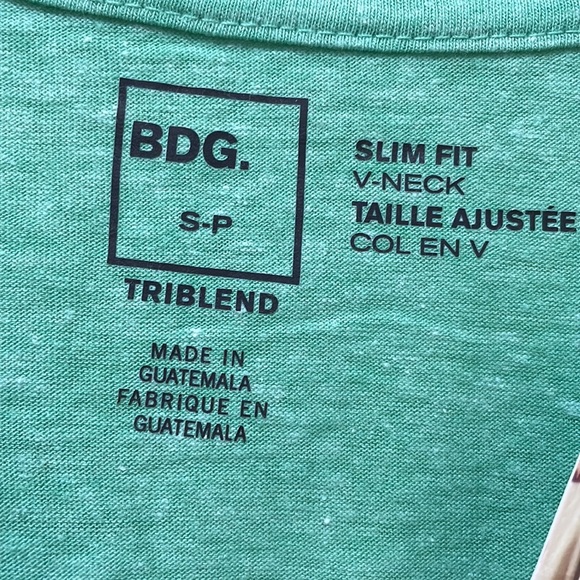 BDG.
S-P
TRIBLEND
MADE IN
GUATEMALA
FABRIQUE EN
GUATEMALA
SLIM FIT
V-NECK
TAILLE AJUSTÉE
COL EN V